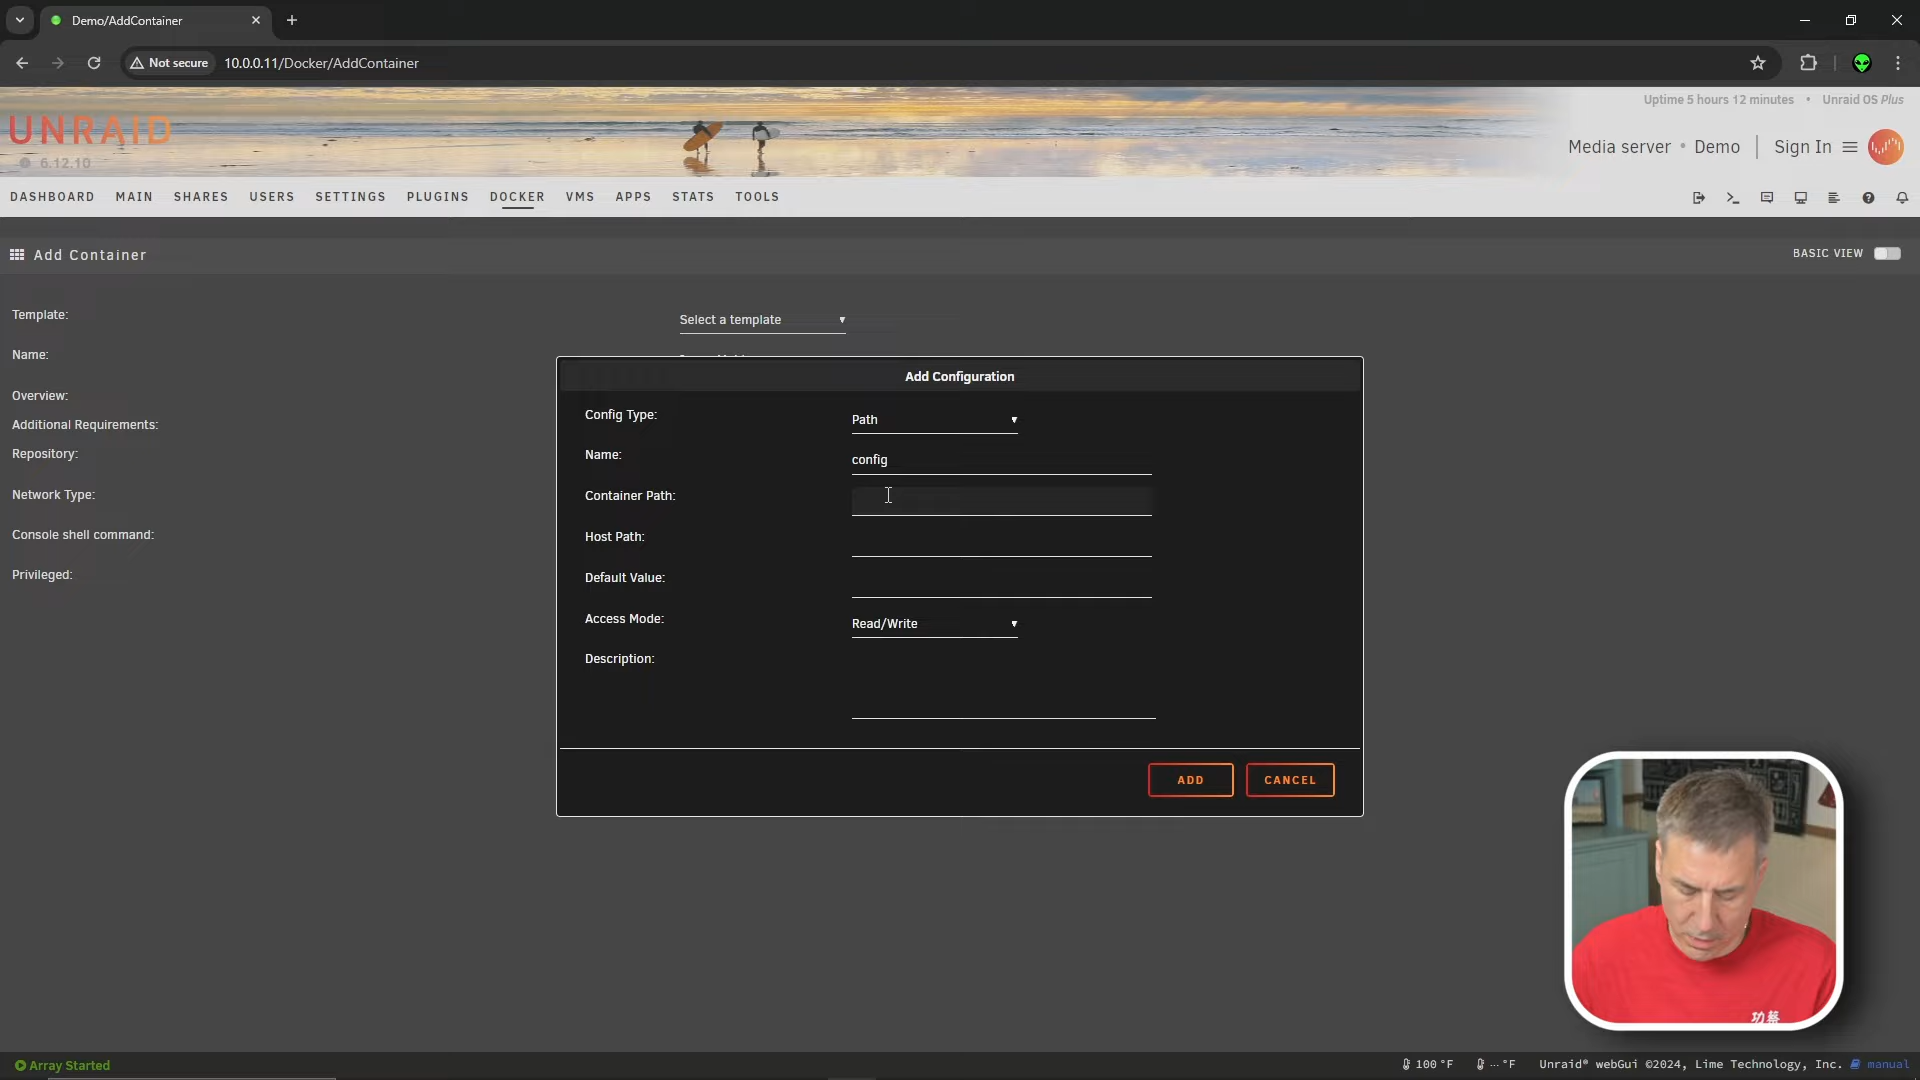 Demo/AddContainer
Not secure
10.0.0.11/Docker/AddContainer
Uptime 5 hours 12 minutes • Unraid OS Plus
UNRAID
6.12.10
Media server • Demo
Sign In
DASHBOARD MAIN SHARES USERS SETTINGS PLUGINS DOCKER VMS APPS STATS TOOLS
Add Container
BASIC VIEW
Template:
Select a template
Name:
Overview:
Additional Requirements:
Repository:
Network Type:
Console shell command:
Privileged:
Add Configuration
Config Type:
Path
Name:
config
Container Path:
Host Path:
Default Value:
Access Mode:
Read/Write
Description:
ADD
CANCEL
功蔡
Array Started
100 °F
-- °F
Unraid® webGui ©2024, Lime Technology, Inc.
manual